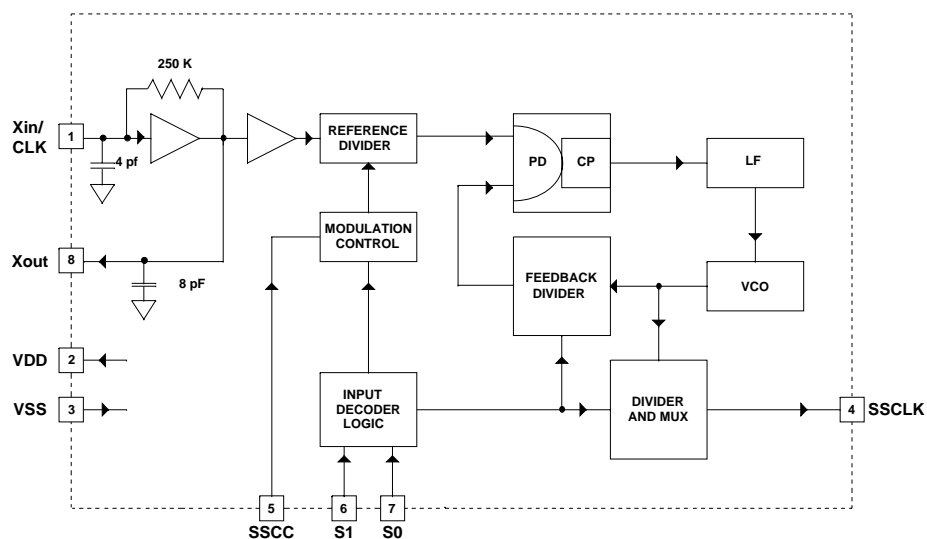 250 K
Xin/
CLK
1
4 pf
REFERENCE
DIVIDER
PD
CP
LF
MODULATION
CONTROL
Xout
8
8 pF
FEEDBACK
DIVIDER
VCO
VDD
2
VSS
3
INPUT
DECODER
LOGIC
DIVIDER
AND MUX
4
SSCLK
5
6
7
SSCC
S1
S0